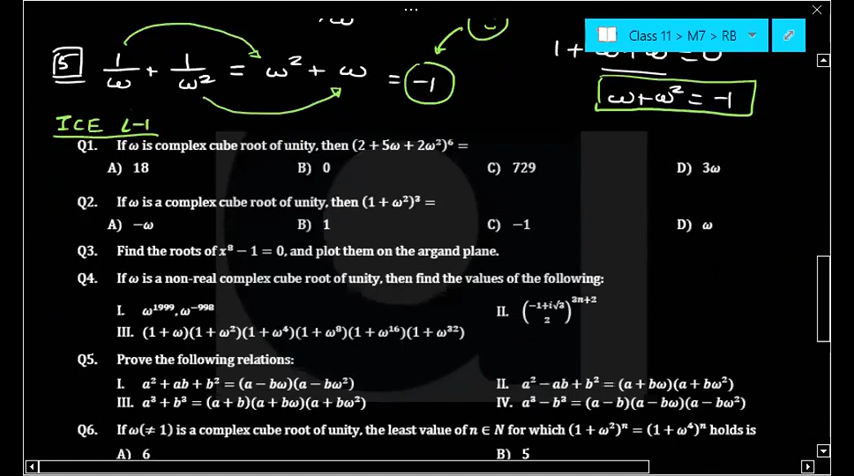 Class 11 > M7 > RB
5 1/ω + 1/ω² = ω² + ω = -1
ω + ω² = -1
ICE L-1
Q1. If ω is complex cube root of unity, then (2 + 5ω + 2ω²)⁶ =
A) 18 B) 0 C) 729 D) 3ω
Q2. If ω is a complex cube root of unity, then (1 + ω²)³ =
A) −ω B) 1 C) −1 D) ω
Q3. Find the roots of x⁸ − 1 = 0, and plot them on the argand plane.
Q4. If ω is a non-real complex cube root of unity, then find the values of the following:
I. ω¹⁹⁹⁹, ω⁻⁹⁹⁸ II. ((−1+i√3)/2)³ⁿ⁺²
III. (1 + ω)(1 + ω²)(1 + ω⁴)(1 + ω⁸)(1 + ω¹⁶)(1 + ω³²)
Q5. Prove the following relations:
I. a² + ab + b² = (a − bω)(a − bω²) II. a² − ab + b² = (a + bω)(a + bω²)
III. a³ + b³ = (a + b)(a + bω)(a + bω²) IV. a³ − b³ = (a − b)(a − bω)(a − bω²)
Q6. If ω(≠ 1) is a complex cube root of unity, the least value of n ∈ N for which (1 + ω²)ⁿ = (1 + ω⁴)ⁿ holds is
A) 6 B) 5